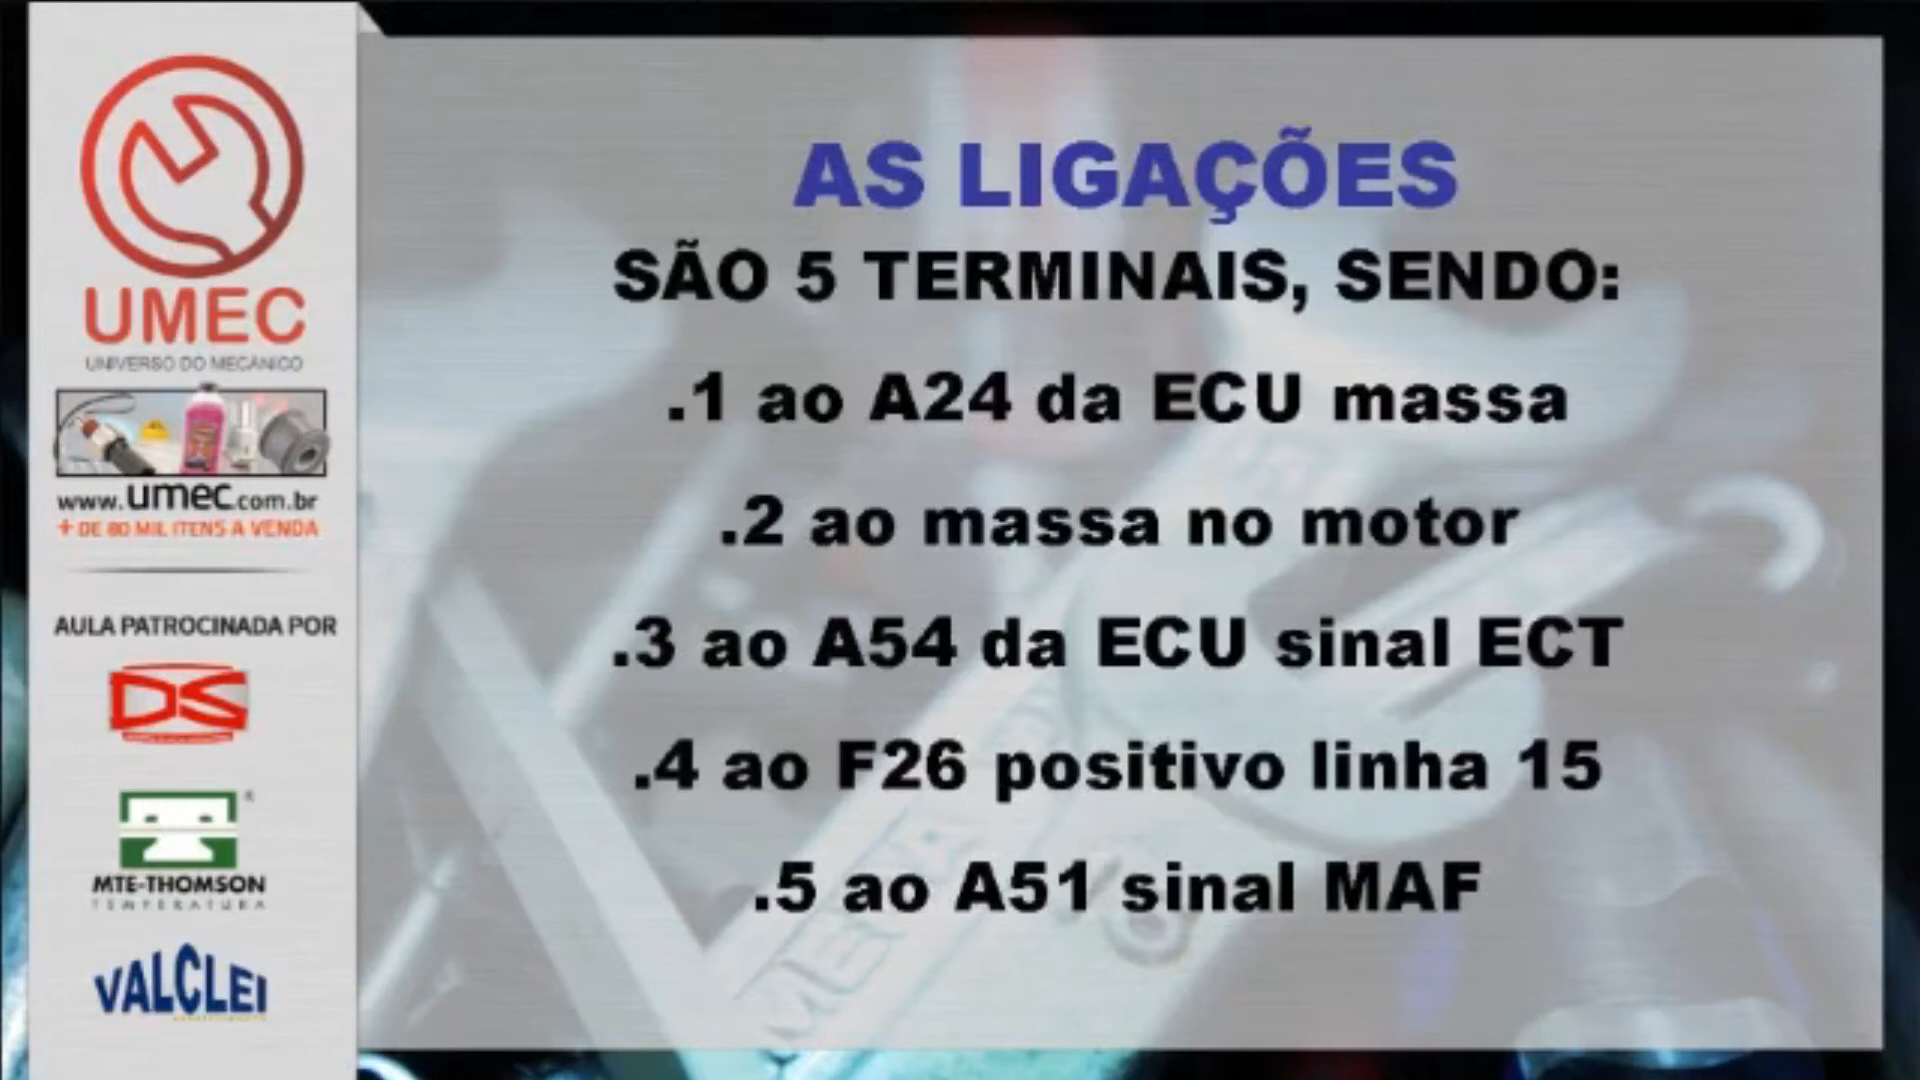 UMEC
UNIVERSO DO MECÂNICO
www.umec.com.br
+ DE 80 MIL ITENS A VENDA
AULA PATROCINADA POR
DS
MTE-THOMSON
TEMPERATURA
VALCLEI
AS LIGAÇÕES
SÃO 5 TERMINAIS, SENDO:
.1 ao A24 da ECU massa
.2 ao massa no motor
.3 ao A54 da ECU sinal ECT
.4 ao F26 positivo linha 15
.5 ao A51 sinal MAF